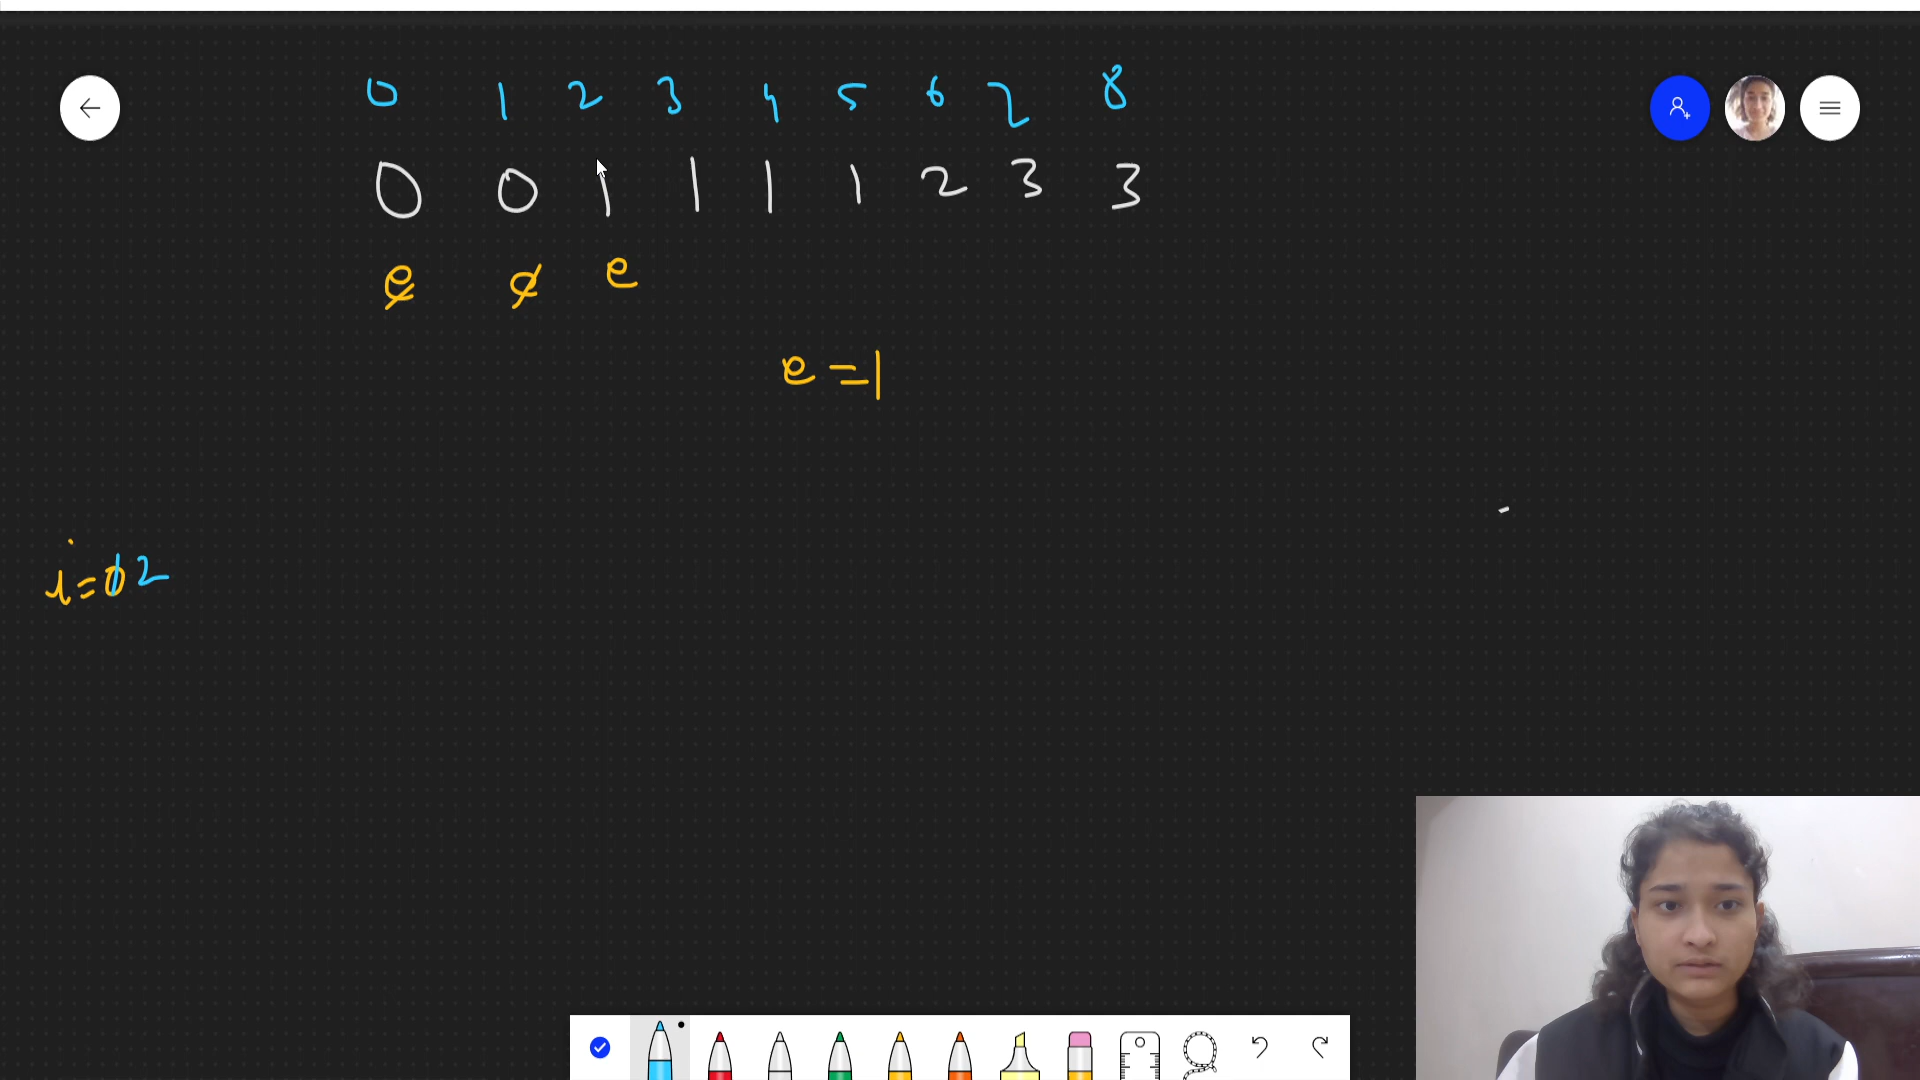 0 1 2 3 4 5 6 7 8
0 0 1 1 1 1 2 3 3
e e e
e = 1
i = 0 2